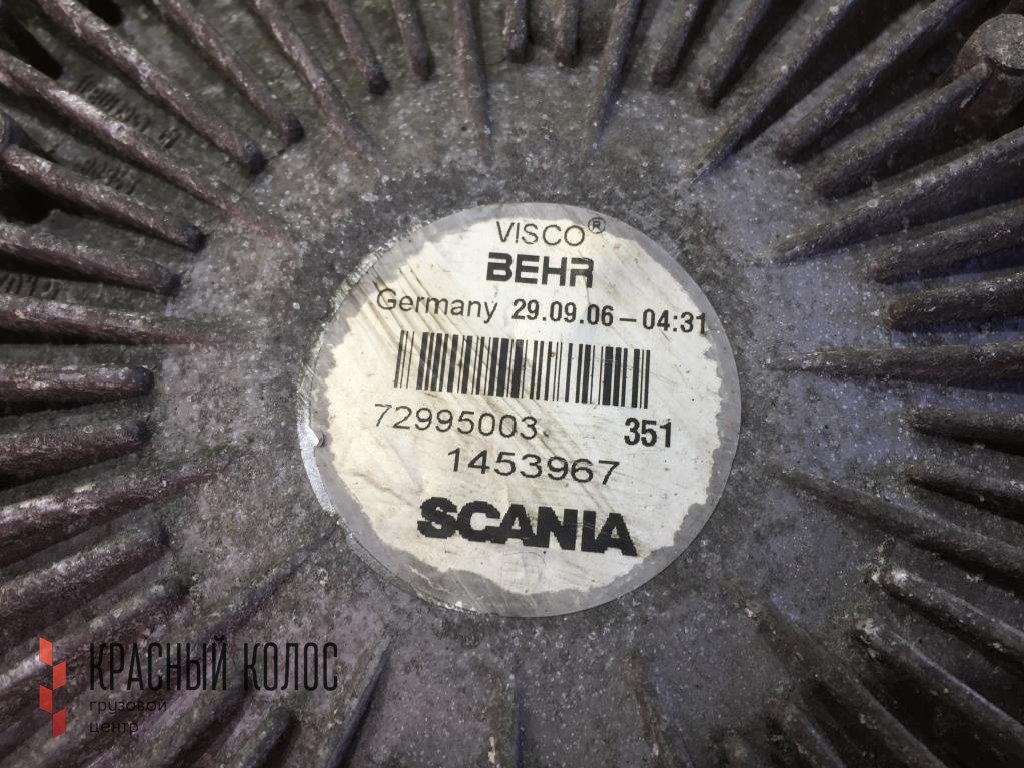 VISCO®
BEHR
Germany 29.09.06 – 04:31
72995003 351
1453967
SCANIA
КРАСНЫЙ КОЛОС
грузовой
центр